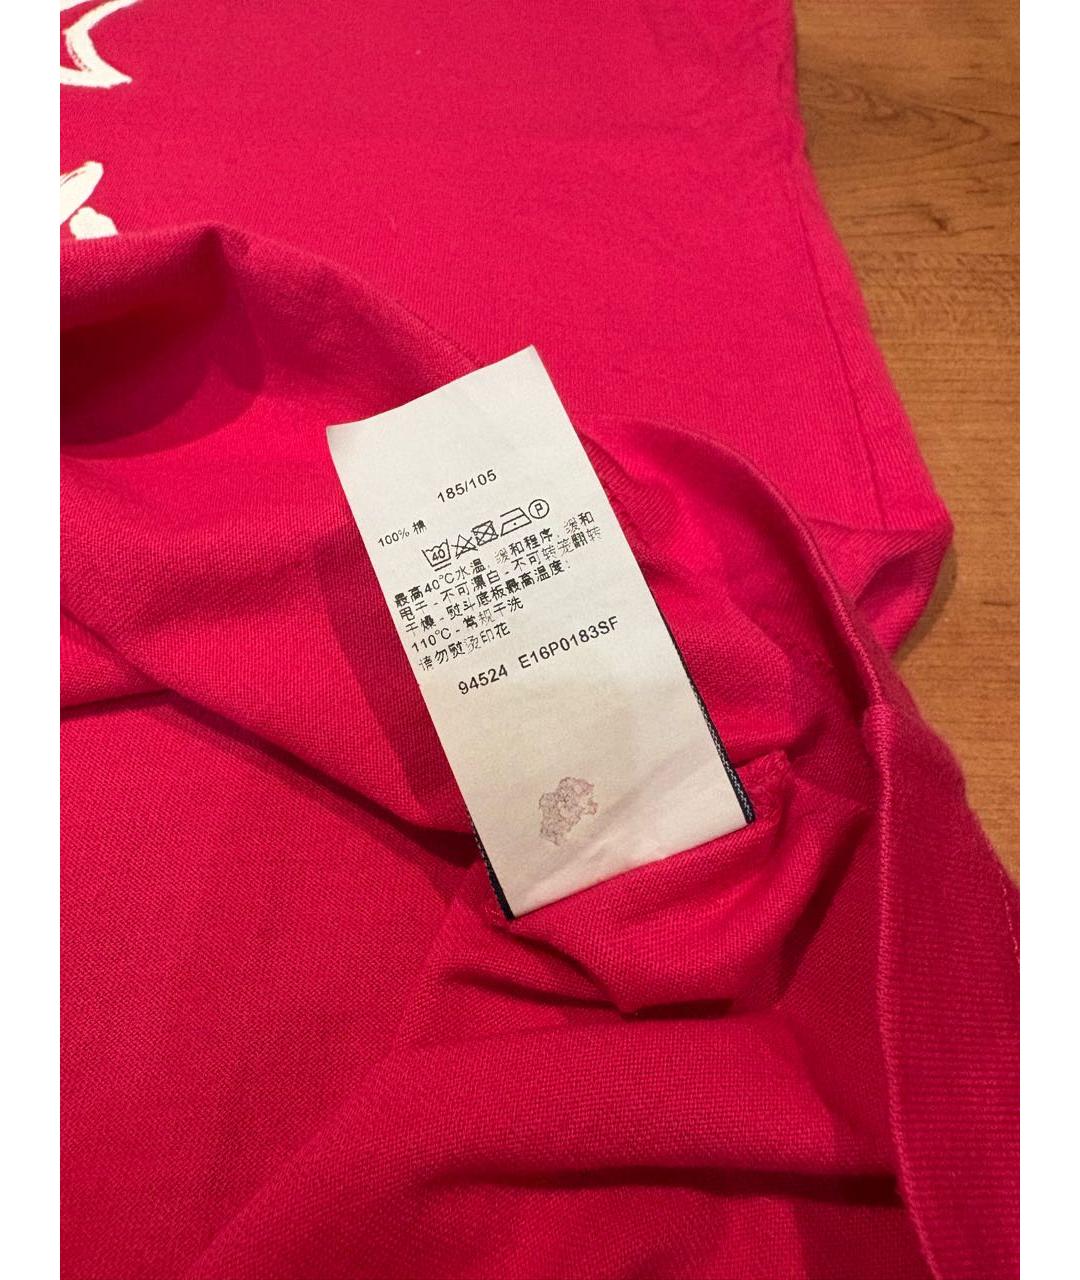 185/105
100% 棉
最高40℃水温, 缓和程序, 缓和
甩干 - 不可漂白 - 不可转笼翻转
干燥 - 熨斗底板最高温度:
110℃ - 常规干洗
请勿熨烫印花
94524 E16P0183SF